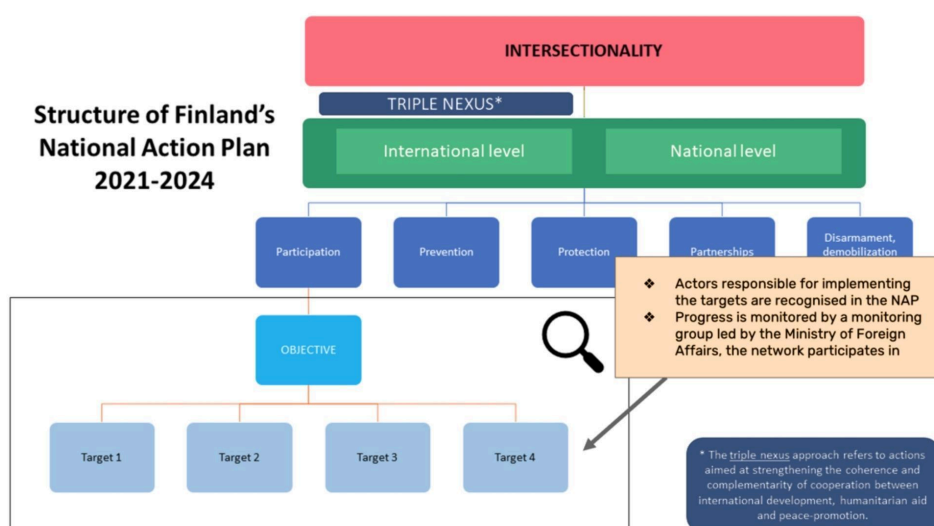 INTERSECTIONALITY
TRIPLE NEXUS*
Structure of Finland's
National Action Plan
2021-2024
International level
National level
Participation
Prevention
Protection
Partnerships
Disarmament,
demobilization
❖ Actors responsible for implementing
the targets are recognised in the NAP
❖ Progress is monitored by a monitoring
group led by the Ministry of Foreign
Affairs, the network participates in
OBJECTIVE
Target 1
Target 2
Target 3
Target 4
* The triple nexus approach refers to actions
aimed at strengthening the coherence and
complementarity of cooperation between
international development, humanitarian aid
and peace-promotion.